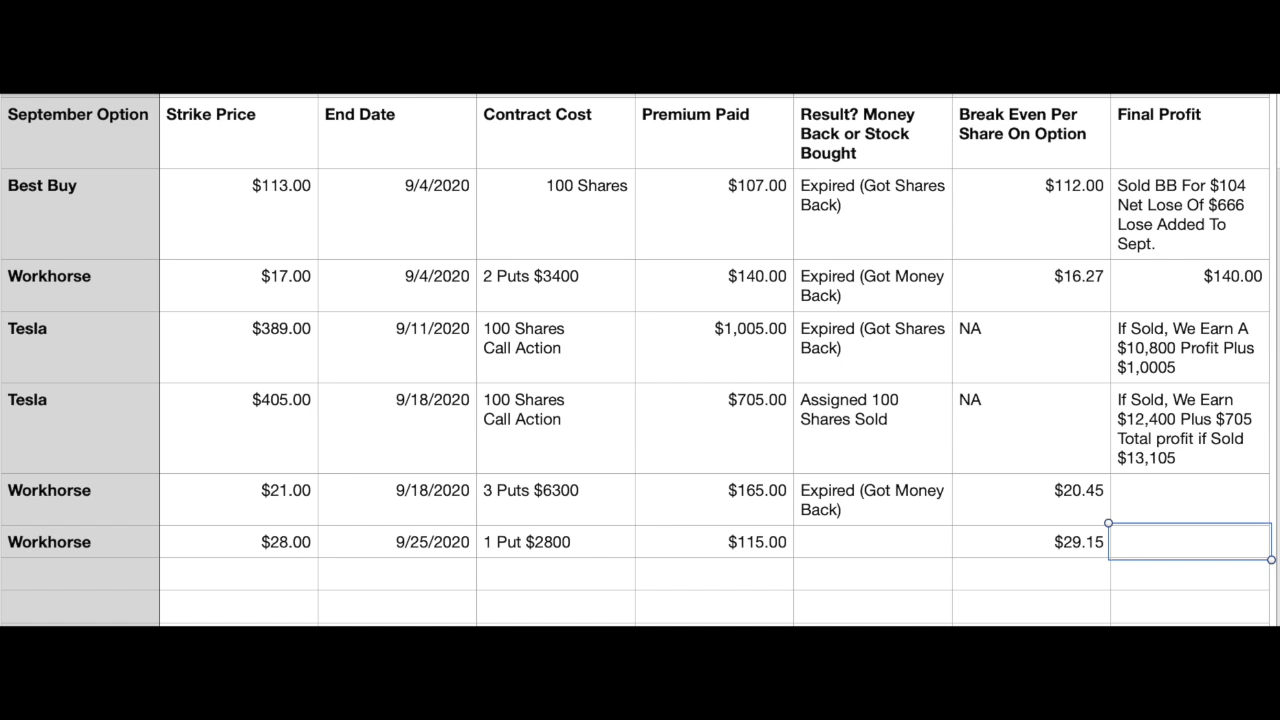 September Option Strike Price End Date Contract Cost Premium Paid Result? Money Back or Stock Bought Break Even Per Share On Option Final Profit
Best Buy $113.00 9/4/2020 100 Shares $107.00 Expired (Got Shares Back) $112.00 Sold BB For $104 Net Lose Of $666 Lose Added To Sept.
Workhorse $17.00 9/4/2020 2 Puts $3400 $140.00 Expired (Got Money Back) $16.27 $140.00
Tesla $389.00 9/11/2020 100 Shares Call Action $1,005.00 Expired (Got Shares Back) NA If Sold, We Earn A $10,800 Profit Plus $1,0005
Tesla $405.00 9/18/2020 100 Shares Call Action $705.00 Assigned 100 Shares Sold NA If Sold, We Earn $12,400 Plus $705 Total profit if Sold $13,105
Workhorse $21.00 9/18/2020 3 Puts $6300 $165.00 Expired (Got Money Back) $20.45
Workhorse $28.00 9/25/2020 1 Put $2800 $115.00 $29.15